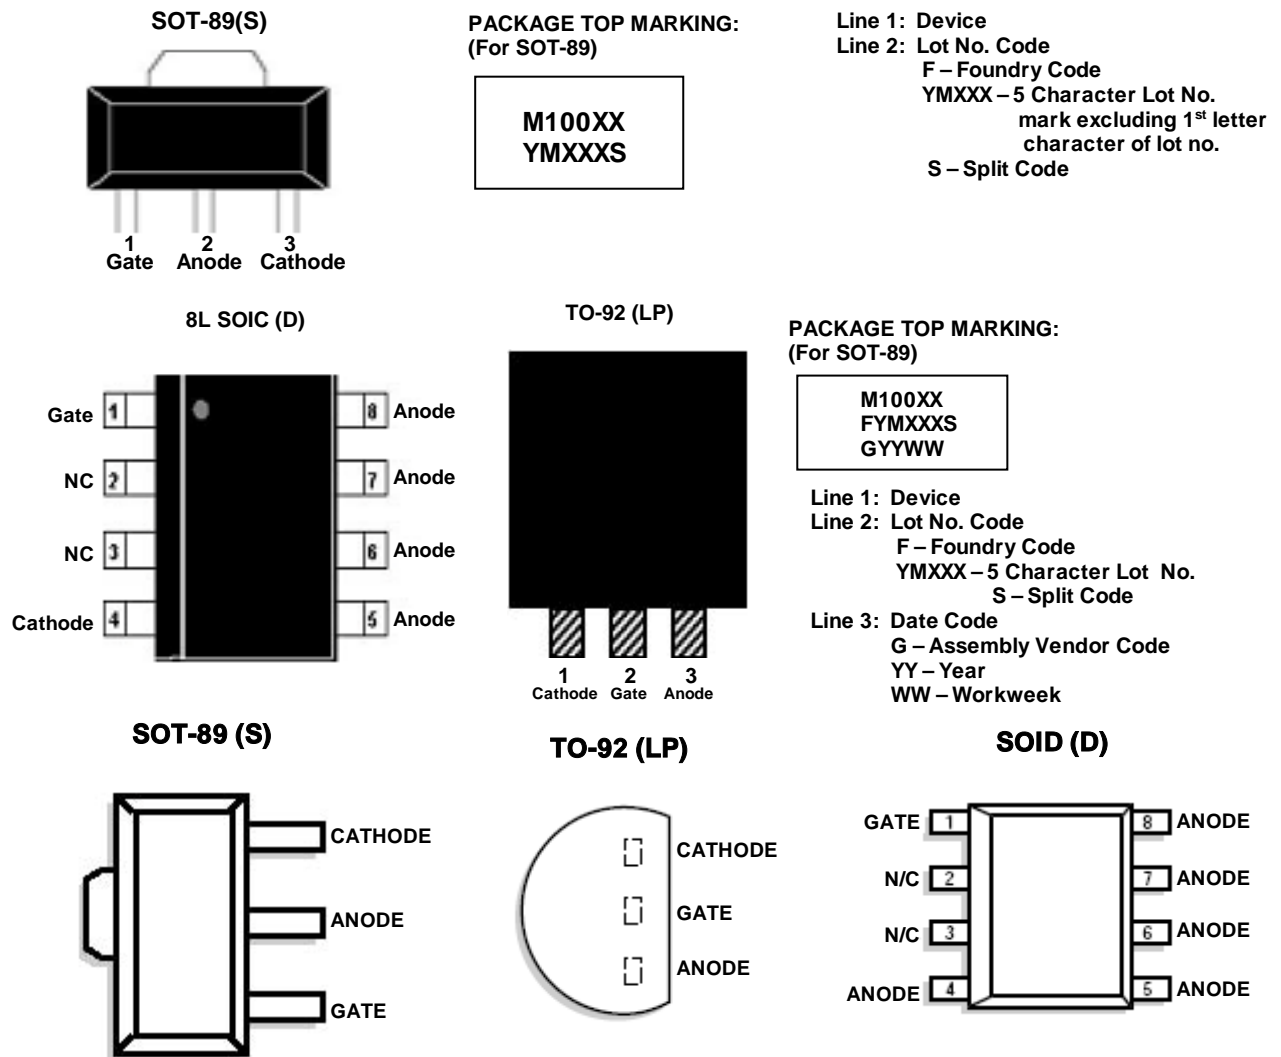 SOT-89(S)
1 2 3
Gate Anode Cathode
PACKAGE TOP MARKING:
(For SOT-89)
M100XX
YMXXXS
Line 1: Device
Line 2: Lot No. Code
F – Foundry Code
YMXXX – 5 Character Lot No.
mark excluding 1st letter
character of lot no.
S – Split Code
8L SOIC (D)
Gate 1 8 Anode
NC 2 7 Anode
NC 3 6 Anode
Cathode 4 5 Anode
TO-92 (LP)
1 2 3
Cathode Gate Anode
PACKAGE TOP MARKING:
(For SOT-89)
M100XX
FYMXXXS
GYYWW
Line 1: Device
Line 2: Lot No. Code
F – Foundry Code
YMXXX – 5 Character Lot No.
S – Split Code
Line 3: Date Code
G – Assembly Vendor Code
YY – Year
WW – Workweek
SOT-89 (S)
CATHODE
ANODE
GATE
TO-92 (LP)
CATHODE
GATE
ANODE
SOID (D)
GATE 1 8 ANODE
N/C 2 7 ANODE
N/C 3 6 ANODE
ANODE 4 5 ANODE